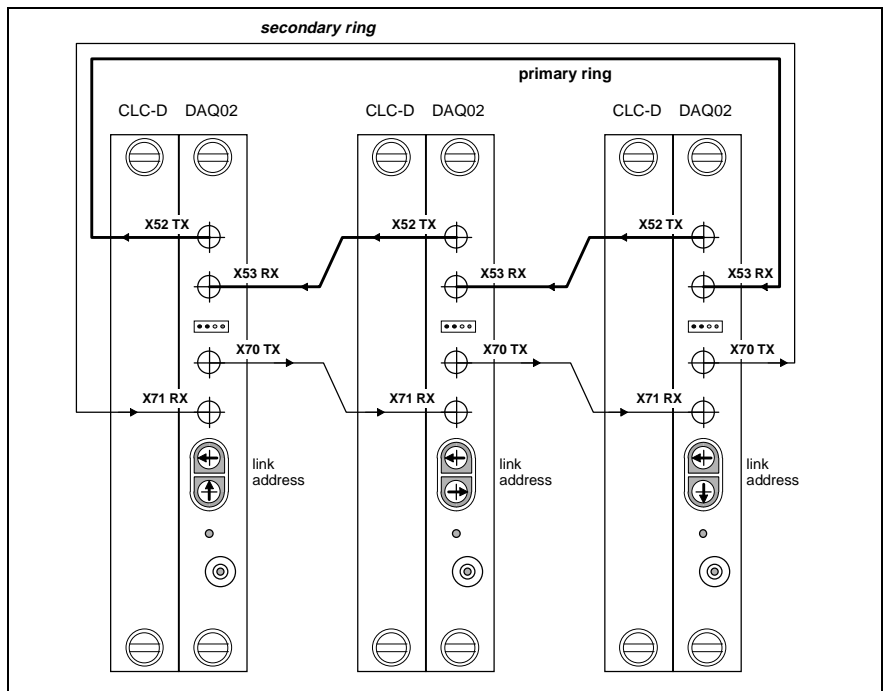 secondary ring
primary ring
CLC-D DAQ02
CLC-D DAQ02
CLC-D DAQ02
X52 TX
X52 TX
X52 TX
X53 RX
X53 RX
X53 RX
X70 TX
X70 TX
X70 TX
X71 RX
X71 RX
X71 RX
link
address
link
address
link
address